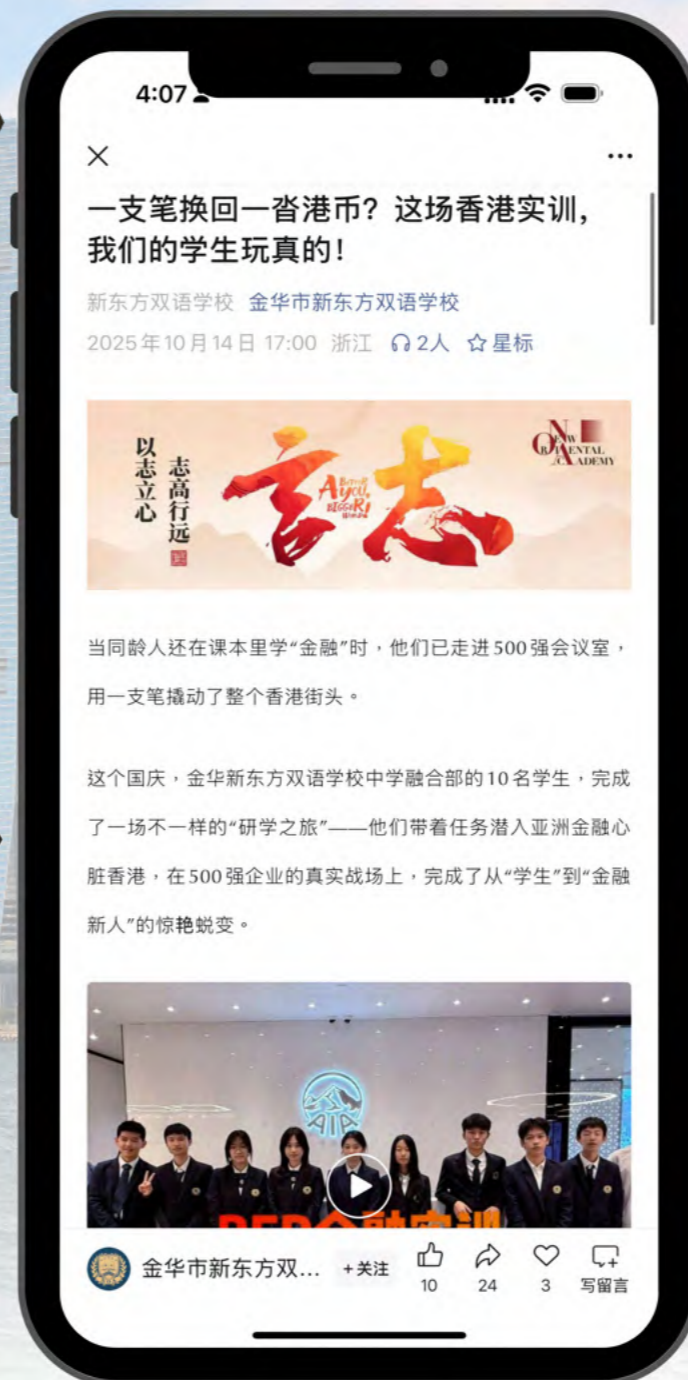 4:07
一支笔换回一沓港币？这场香港实训，
我们的学生玩真的！
新东方双语学校 金华市新东方双语学校
2025年10月14日 17:00 浙江 2人 星标
以志立心
志高行远
言志
BETTER
A YOU,
BIGGER!
NEW
ORIENTAL
ACADEMY
当同龄人还在课本里学“金融”时，他们已走进500强会议室，
用一支笔撬动了整个香港街头。
这个国庆，金华新东方双语学校中学融合部的10名学生，完成
了一场不一样的“研学之旅”——他们带着任务潜入亚洲金融心
脏香港，在500强企业的真实战场上，完成了从“学生”到“金融
新人”的惊艳蜕变。
AIA
金华市新东方双... +关注 10 24 3 写留言